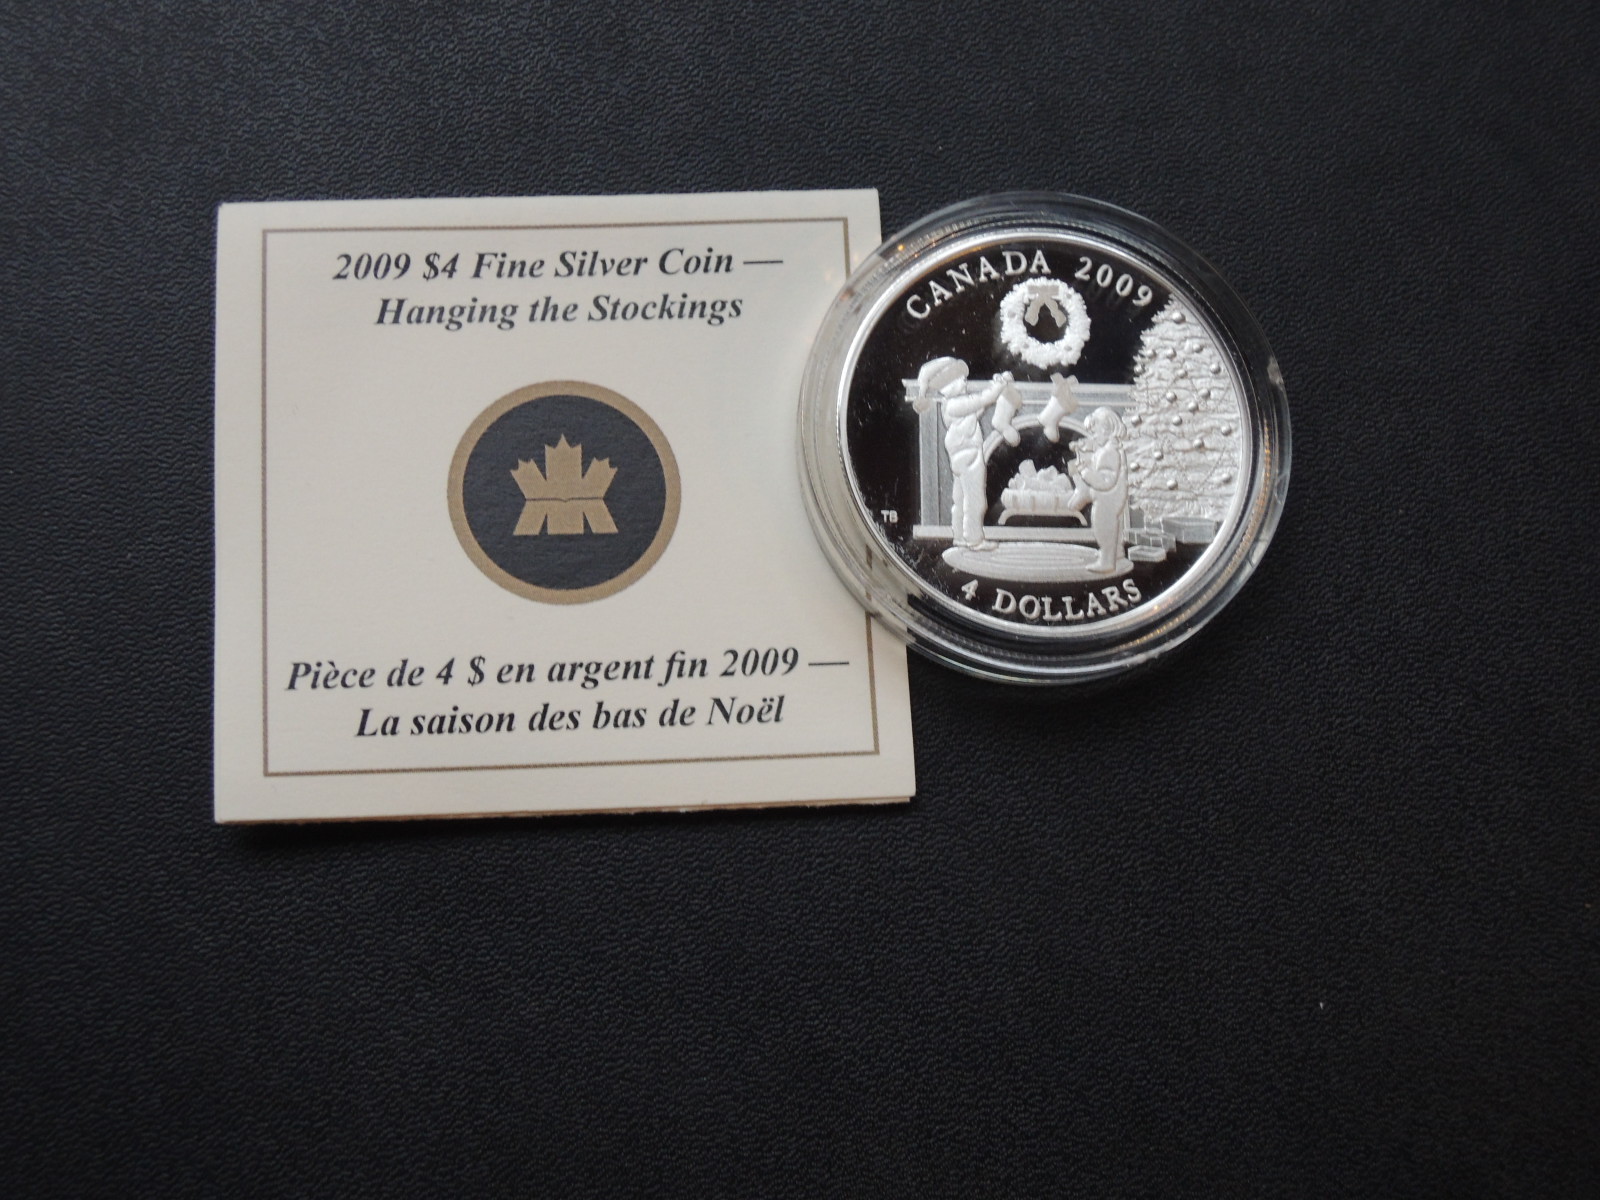 2009 $4 Fine Silver Coin —
Hanging the Stockings
Pièce de 4 $ en argent fin 2009 —
La saison des bas de Noël
CANADA 2009
TB
4 DOLLARS